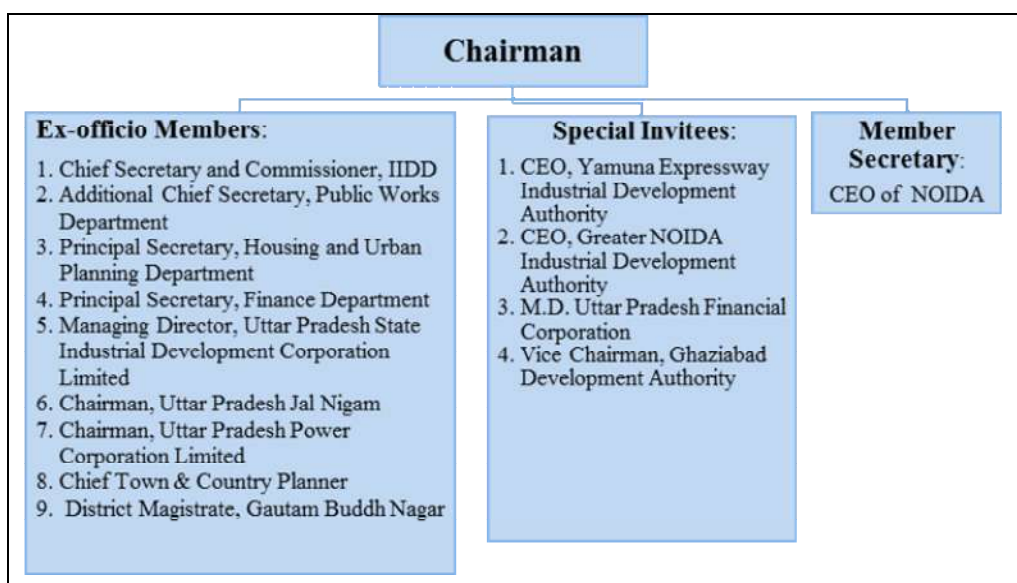 Chairman
Ex-officio Members:
1. Chief Secretary and Commissioner, IIDD
2. Additional Chief Secretary, Public Works
Department
3. Principal Secretary, Housing and Urban
Planning Department
4. Principal Secretary, Finance Department
5. Managing Director, Uttar Pradesh State
Industrial Development Corporation
Limited
6. Chairman, Uttar Pradesh Jal Nigam
7. Chairman, Uttar Pradesh Power
Corporation Limited
8. Chief Town & Country Planner
9. District Magistrate, Gautam Buddh Nagar
Special Invitees:
1. CEO, Yamuna Expressway
Industrial Development
Authority
2. CEO, Greater NOIDA
Industrial Development
Authority
3. M.D. Uttar Pradesh Financial
Corporation
4. Vice Chairman, Ghaziabad
Development Authority
Member
Secretary:
CEO of NOIDA